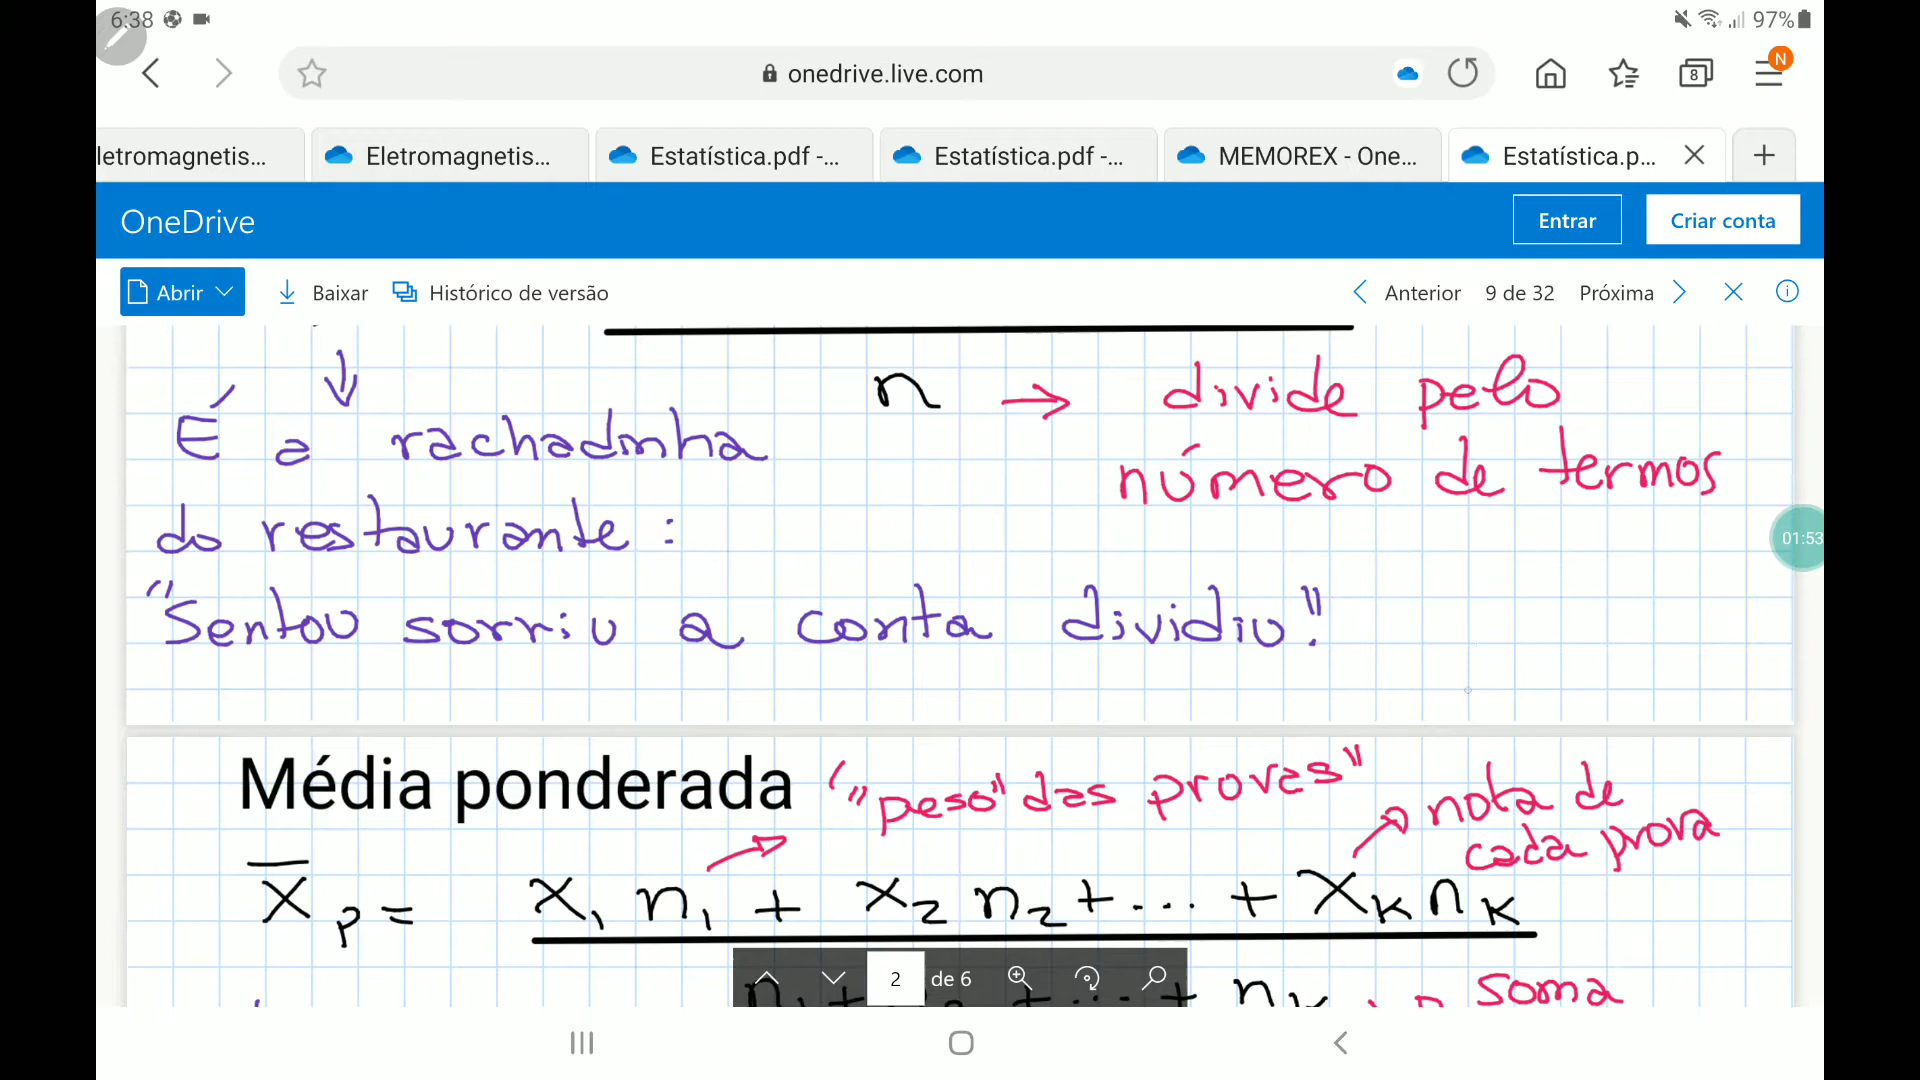 6:38 97%
onedrive.live.com 8 N
letromagnetis... Eletromagnetis... Estatística.pdf -... Estatística.pdf -... MEMOREX - One... Estatística.p...
OneDrive Entrar Criar conta
Abrir Baixar Histórico de versão Anterior 9 de 32 Próxima
n → divide pelo
número de termos
É a rachadinha
do restaurante:
"Sentou sorriu a conta dividiu!"
01:53
Média ponderada "peso" das provas"
nota de
cada prova
X̅p = x₁ n₁ + x₂ n₂ + ... + xₖ nₖ
2 de 6
soma